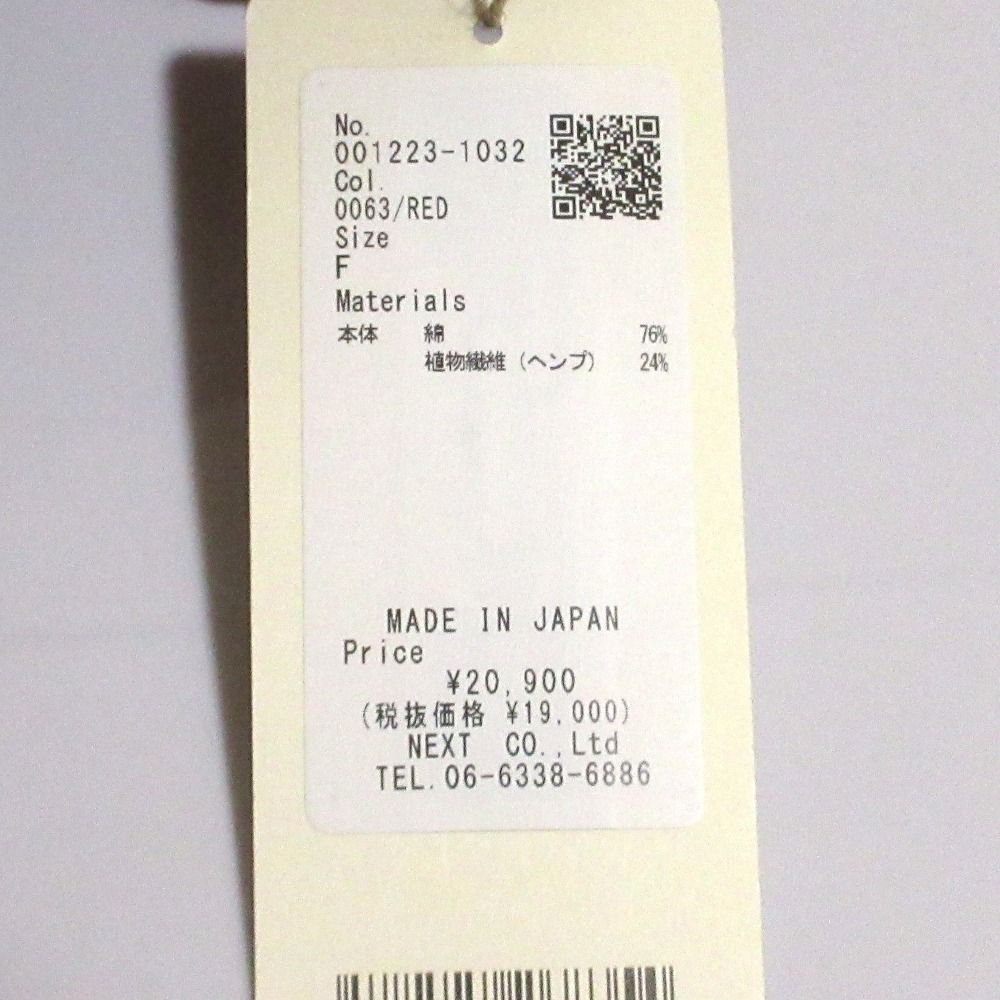 No.
001223-1032
Col.
0063/RED
Size
F
Materials
本体 綿 76%
植物繊維（ヘンプ） 24%
MADE IN JAPAN
Price
¥20,900
(税抜価格 ¥19,000)
NEXT CO.,Ltd
TEL.06-6338-6886